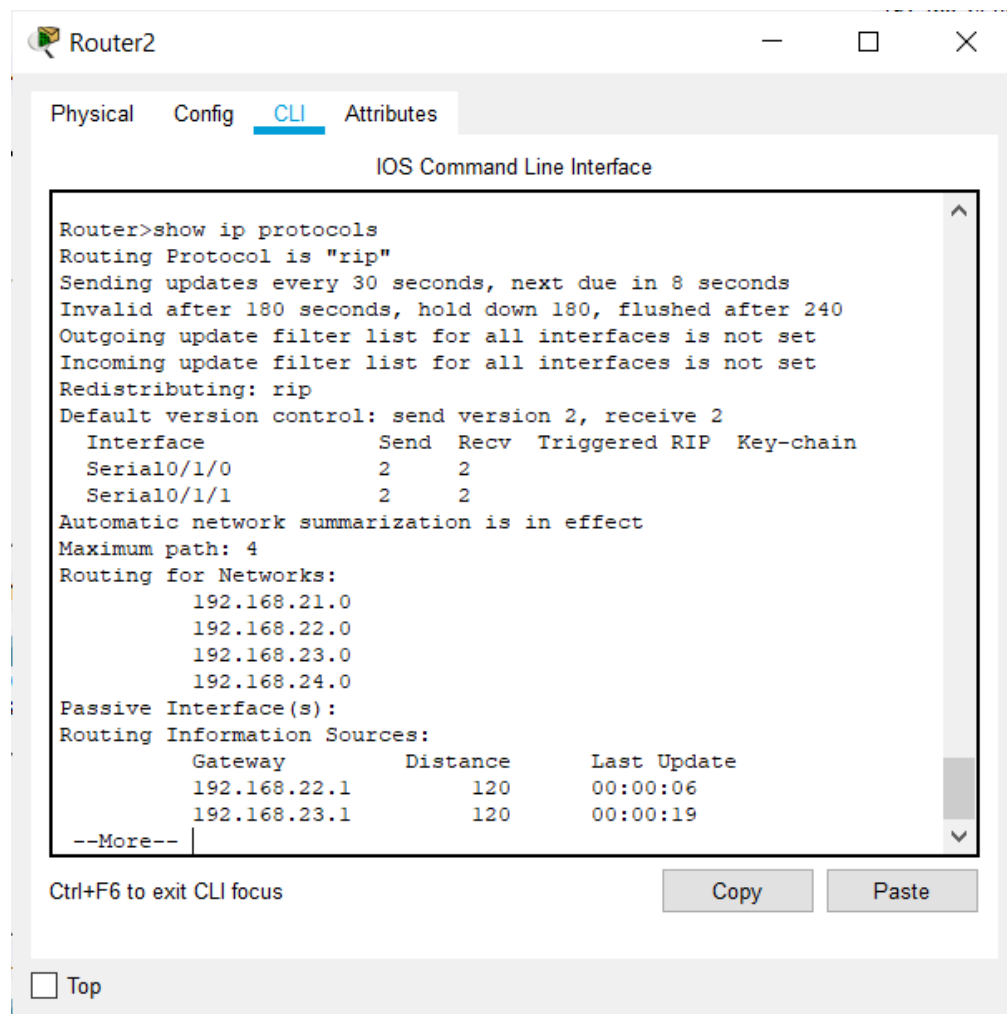 Router2
Physical Config CLI Attributes
IOS Command Line Interface
Router>show ip protocols
Routing Protocol is "rip"
Sending updates every 30 seconds, next due in 8 seconds
Invalid after 180 seconds, hold down 180, flushed after 240
Outgoing update filter list for all interfaces is not set
Incoming update filter list for all interfaces is not set
Redistributing: rip
Default version control: send version 2, receive 2
Interface Send Recv Triggered RIP Key-chain
Serial0/1/0 2 2
Serial0/1/1 2 2
Automatic network summarization is in effect
Maximum path: 4
Routing for Networks:
192.168.21.0
192.168.22.0
192.168.23.0
192.168.24.0
Passive Interface(s):
Routing Information Sources:
Gateway Distance Last Update
192.168.22.1 120 00:00:06
192.168.23.1 120 00:00:19
--More--
Ctrl+F6 to exit CLI focus
Copy Paste
Top